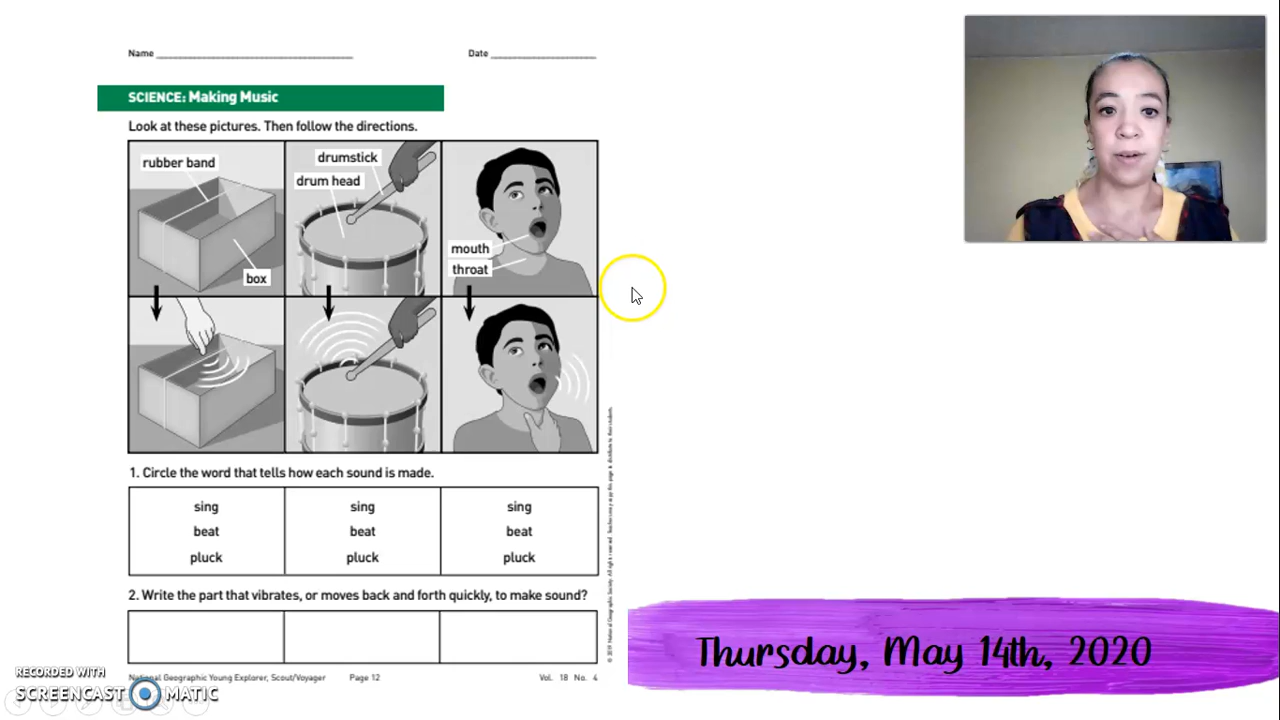 Name
Date
SCIENCE: Making Music
Look at these pictures. Then follow the directions.
rubber band
box
drumstick
drum head
mouth
throat
1. Circle the word that tells how each sound is made.
sing sing sing
beat beat beat
pluck pluck pluck
2. Write the part that vibrates, or moves back and forth quickly, to make sound?
National Geographic Young Explorer, Scout/Voyager Page 12 Vol. 18 No. 4
Thursday, May 14th, 2020
RECORDED WITH
SCREENCAST MATIC